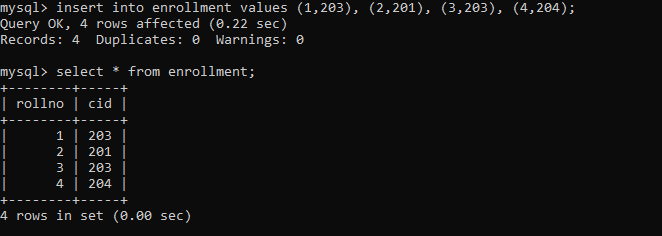 mysql> insert into enrollment values (1,203), (2,201), (3,203), (4,204);
Query OK, 4 rows affected (0.22 sec)
Records: 4  Duplicates: 0  Warnings: 0

mysql> select * from enrollment;
+--------+-----+
| rollno | cid |
+--------+-----+
|      1 | 203 |
|      2 | 201 |
|      3 | 203 |
|      4 | 204 |
+--------+-----+
4 rows in set (0.00 sec)